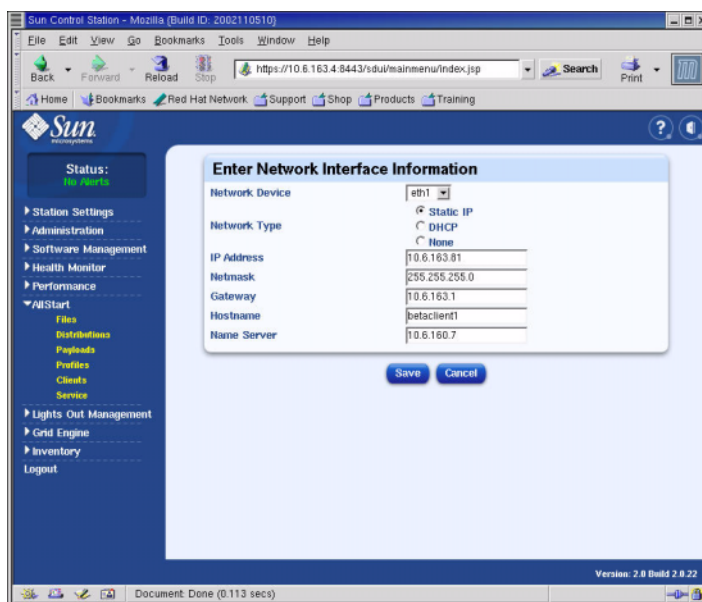 Sun Control Station - Mozilla {Build ID: 2002110510}
File Edit View Go Bookmarks Tools Window Help
Back Forward Reload Stop https://10.6.163.4:8443/sdui/mainmenu/index.jsp Search Print
Home Bookmarks Red Hat Network Support Shop Products Training
Sun
microsystems
?
Status:
No Alerts
Station Settings
Administration
Software Management
Health Monitor
Performance
AllStart
Files
Distributions
Payloads
Profiles
Clients
Service
Lights Out Management
Grid Engine
Inventory
Logout
Enter Network Interface Information
Network Device eth1
Network Type Static IP
DHCP
None
IP Address 10.6.163.81
Netmask 255.255.255.0
Gateway 10.6.163.1
Hostname betaclient1
Name Server 10.6.160.7
Save Cancel
Version: 2.0 Build 2.0.22
Document: Done (0.113 secs)